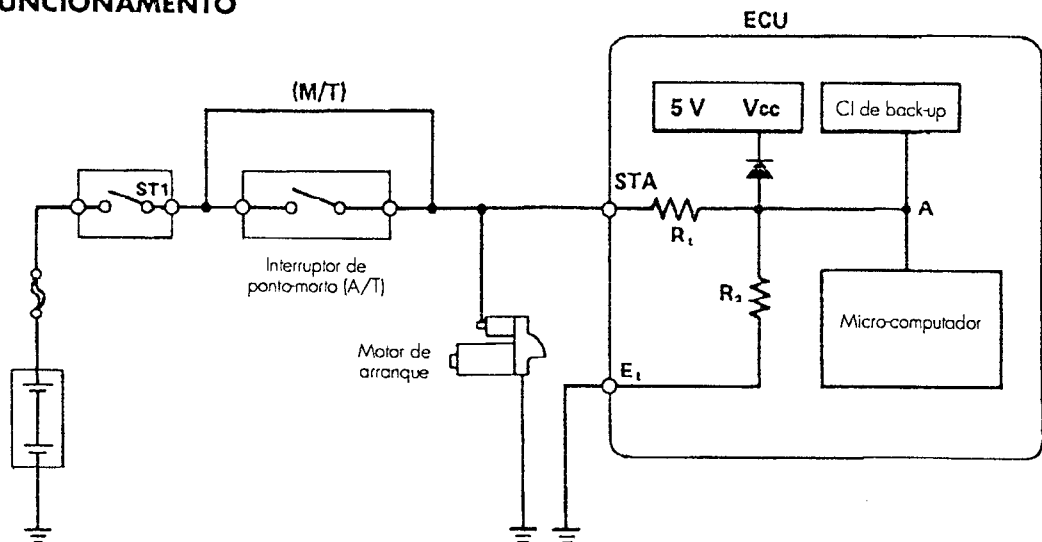 UNCIONAMENTO
ECU
(M/T)
5 V Vcc
CI de back-up
ST1
STA
A
R₁
Interruptor de
ponto-morto (A/T)
R₂
Micro-computador
Motor de
arranque
E₁